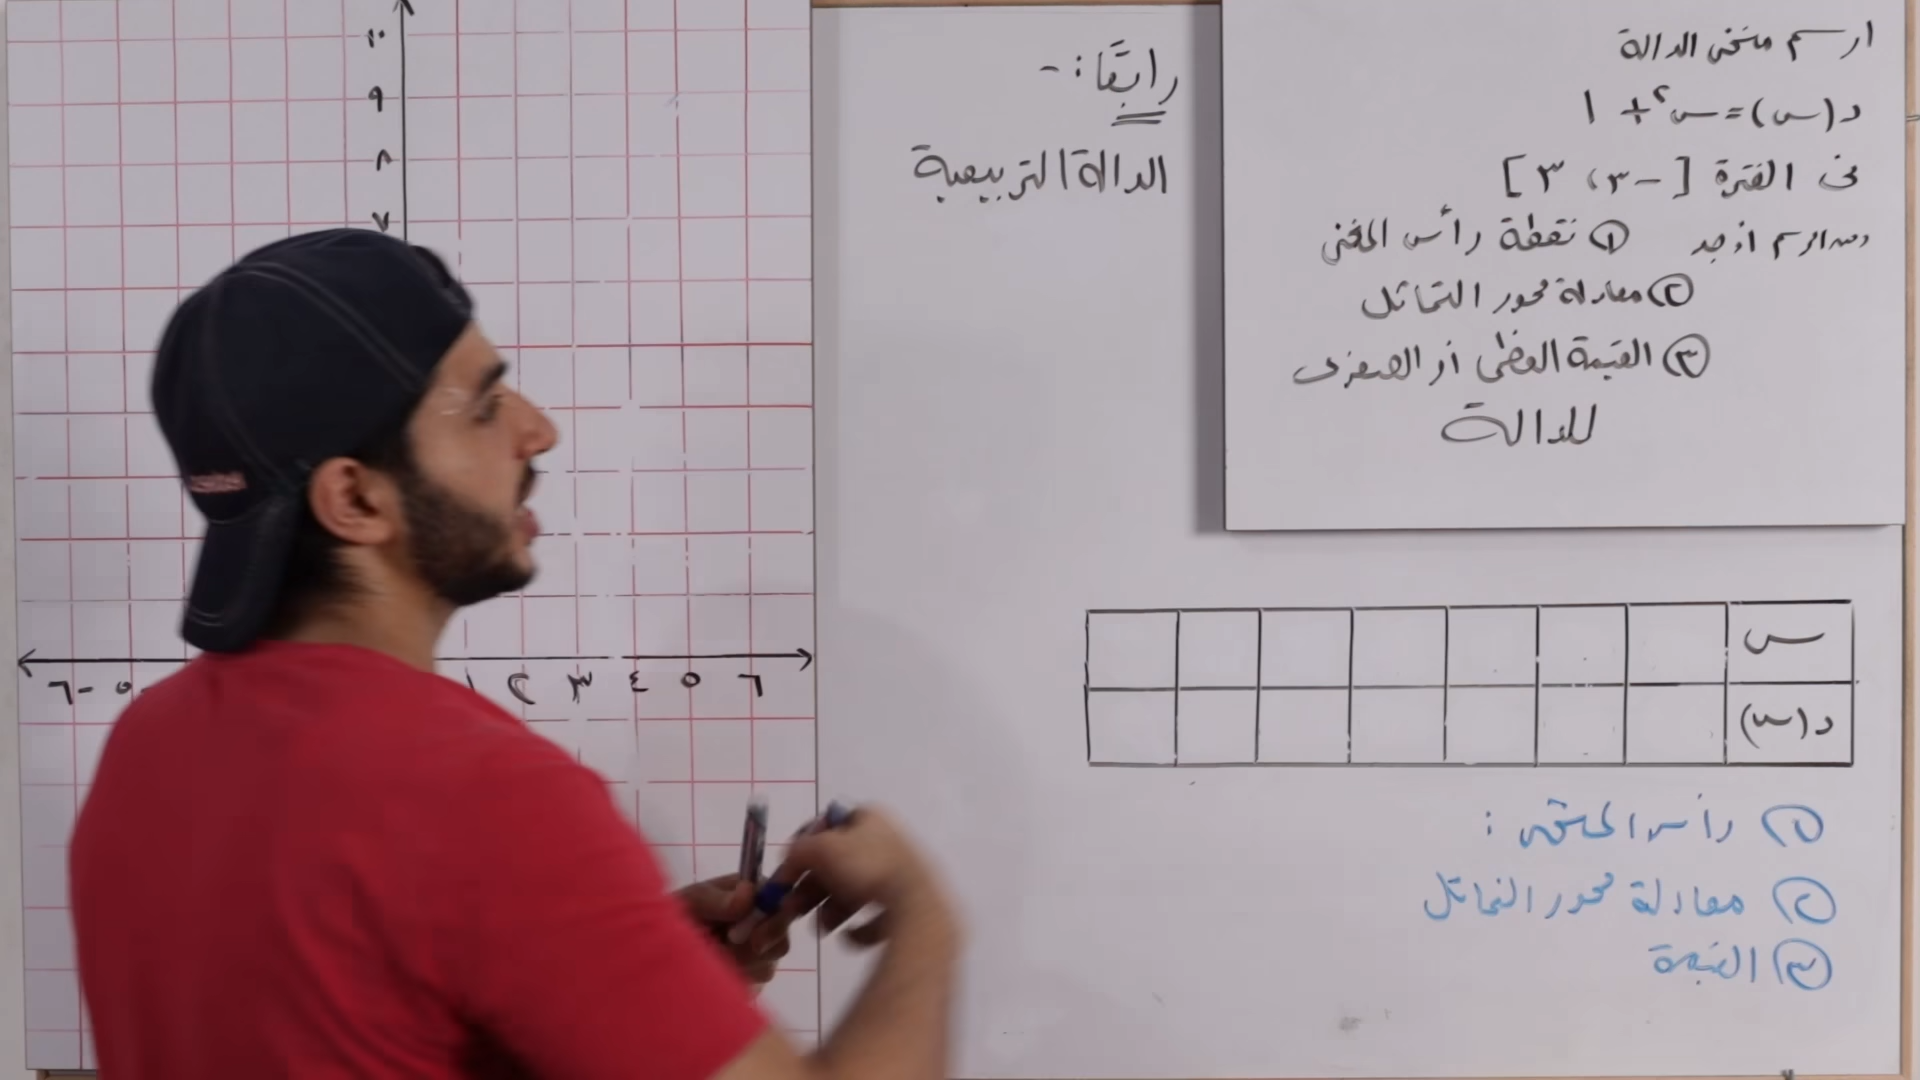 ارسم منحنى الدالة
د(س) = س٢ + ١
فى الفترة [-٣، ٣]
ومن الرسم أوجد ① نقطة رأس المنحنى
② معادلة محور التماثل
③ القيمة العظمى أو الصغرى
للدالة
رابعًا :-
الدالة التربيعية
س
د(س)
① رأس المنحنى :
② معادلة محور التماثل
③ القيمة
١٠
٩
٨
٧
-٦ -٥ ١ ٢ ٣ ٤ ٥ ٦